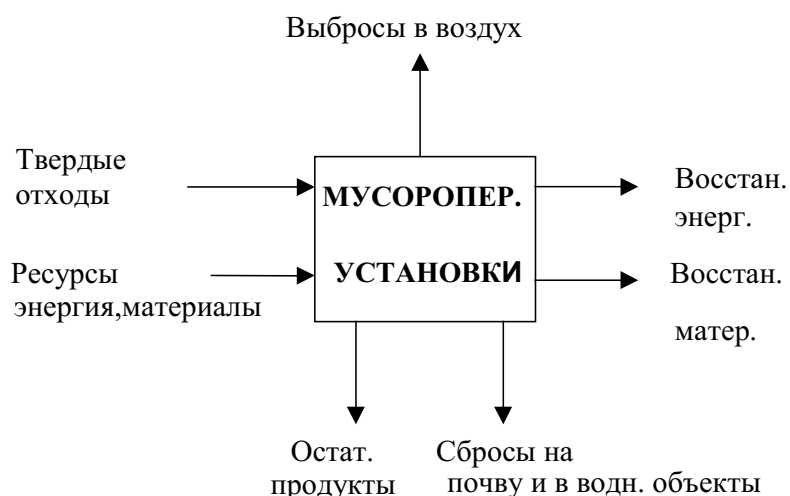 Выбросы в воздух
Твердые
отходы
МУСОРОПЕР.
Восстан.
энерг.
Ресурсы
энергия,материалы
УСТАНОВКИ
Восстан.
матер.
Остат.
продукты
Сбросы на
почву и в водн. объекты